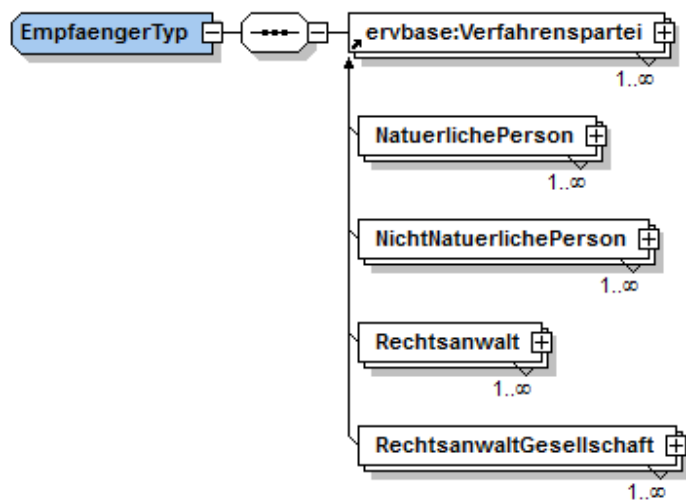 EmpfaengerTyp
ervbase:Verfahrenspartei
1..∞
NatuerlichePerson
1..∞
NichtNatuerlichePerson
1..∞
Rechtsanwalt
1..∞
RechtsanwaltGesellschaft
1..∞